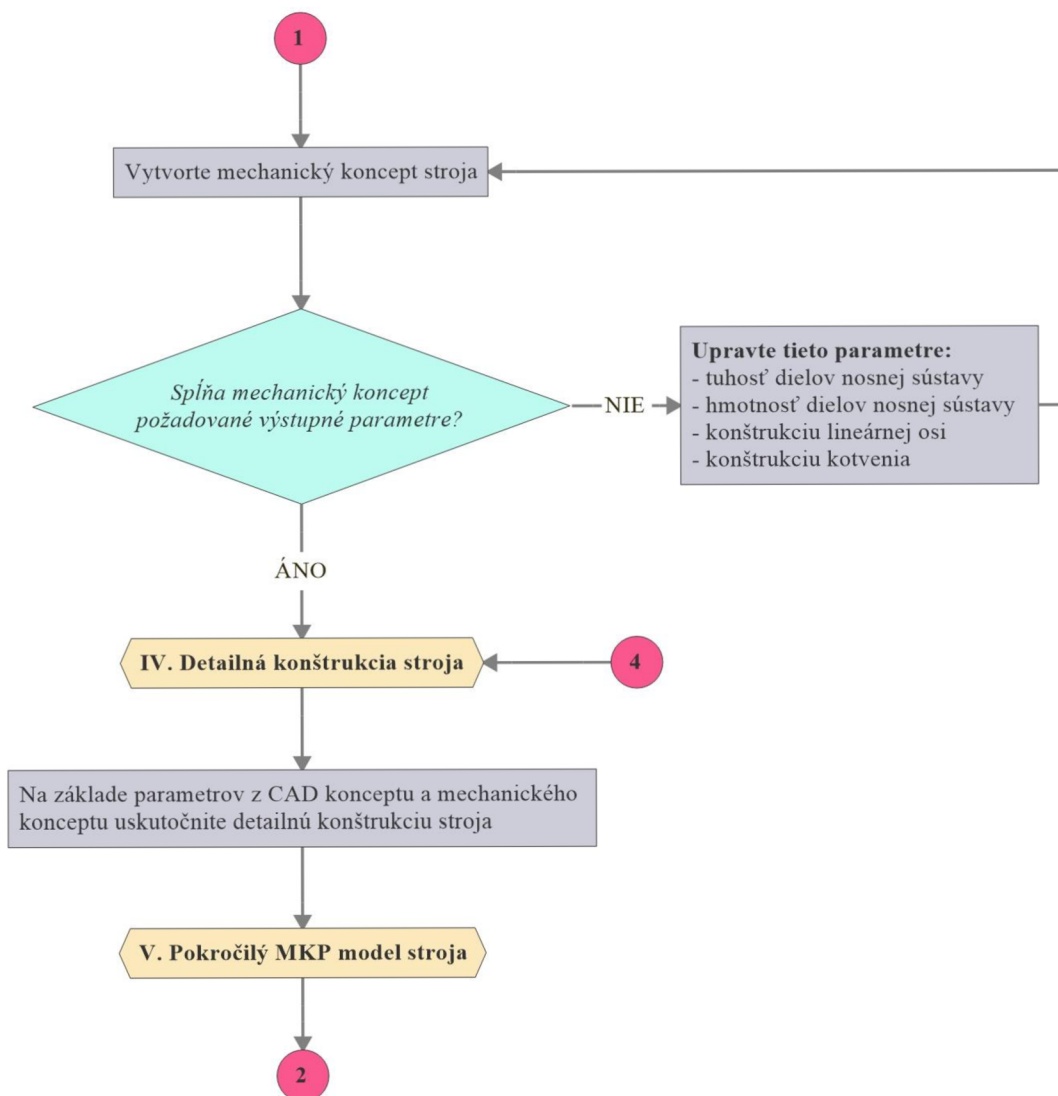 1
Vytvorte mechanický koncept stroja
Spĺňa mechanický koncept
požadované výstupné parametre?
NIE
Upravte tieto parametre:
- tuhosť dielov nosnej sústavy
- hmotnosť dielov nosnej sústavy
- konštrukciu lineárnej osi
- konštrukciu kotvenia
ÁNO
IV. Detailná konštrukcia stroja
4
Na základe parametrov z CAD konceptu a mechanického
konceptu uskutočnite detailnú konštrukciu stroja
V. Pokročilý MKP model stroja
2